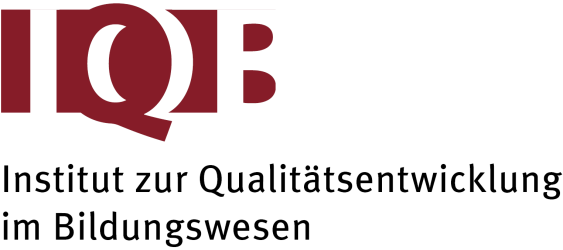 IQB
Institut zur Qualitätsentwicklung
im Bildungswesen